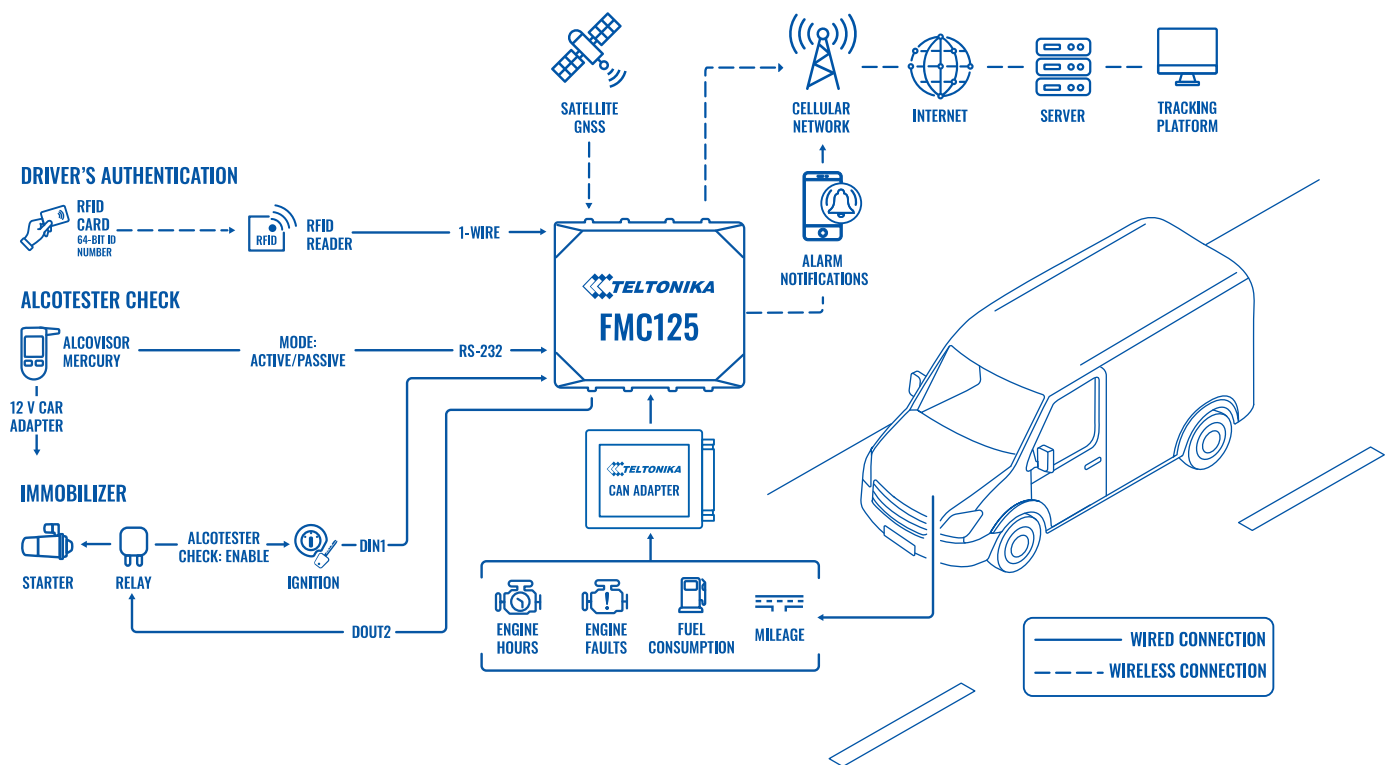 SATELLITE
GNSS
CELLULAR
NETWORK
INTERNET
SERVER
TRACKING
PLATFORM
DRIVER'S AUTHENTICATION
RFID
CARD
64-BIT ID
NUMBER
RFID
RFID
READER
1-WIRE
TELTONIKA
FMC125
ALARM
NOTIFICATIONS
ALCOTESTER CHECK
ALCOVISOR
MERCURY
MODE:
ACTIVE/PASSIVE
RS-232
12 V CAR
ADAPTER
TELTONIKA
CAN ADAPTER
IMMOBILIZER
STARTER
RELAY
ALCOTESTER
CHECK: ENABLE
IGNITION
DIN1
DOUT2
ENGINE
HOURS
ENGINE
FAULTS
FUEL
CONSUMPTION
MILEAGE
WIRED CONNECTION
WIRELESS CONNECTION